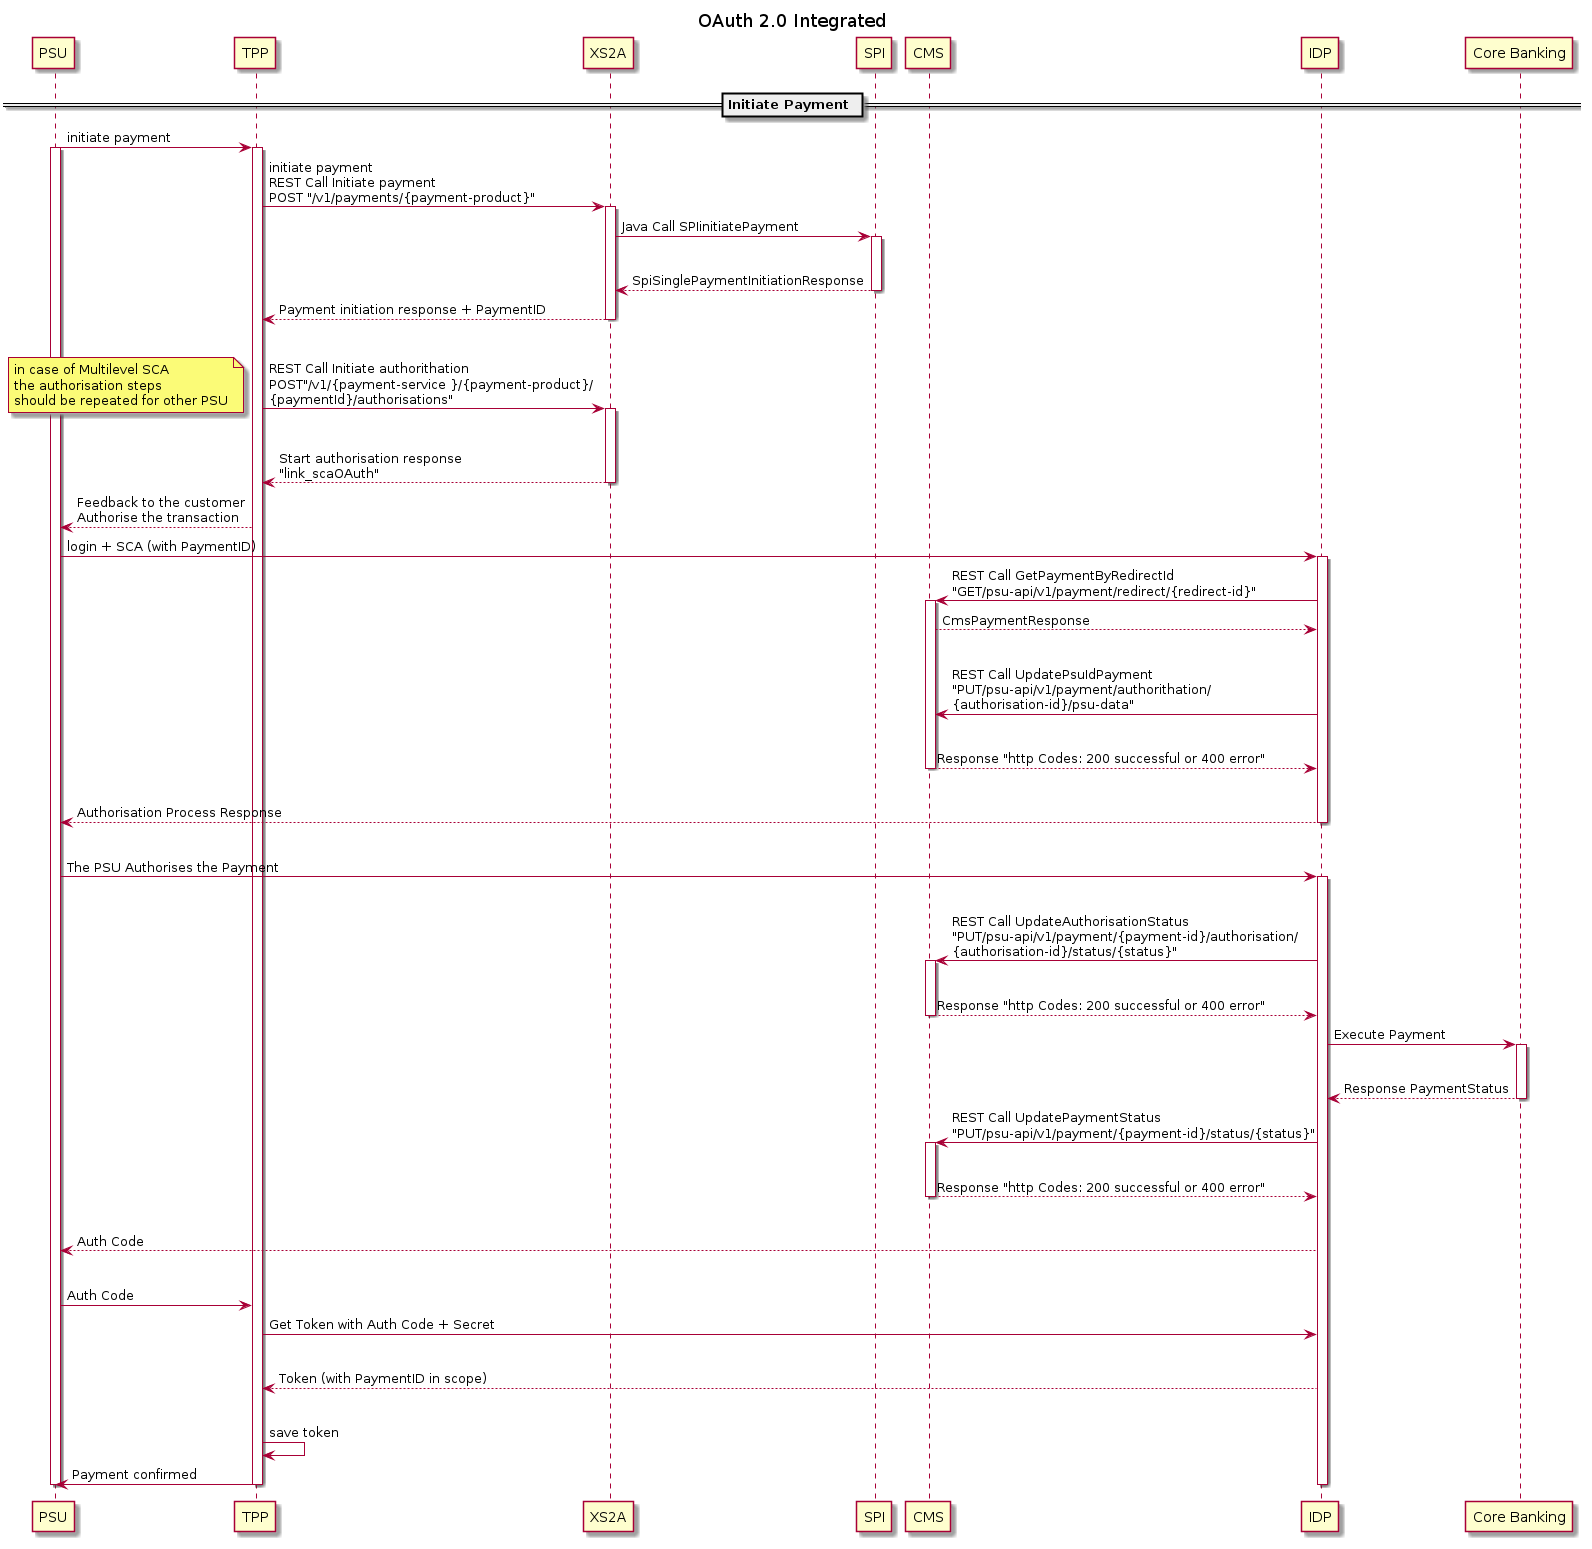 OAuth 2.0 Integrated
PSU
TPP
XS2A
SPI
CMS
IDP
Core Banking
Initiate Payment
initiate payment
initiate payment
REST Call Initiate payment
POST "/v1/payments/{payment-product}"
Java Call SPIinitiatePayment
SpiSinglePaymentInitiationResponse
Payment initiation response + PaymentID
in case of Multilevel SCA
the authorisation steps
should be repeated for other PSU
REST Call Initiate authorithation
POST"/v1/{payment-service }/{payment-product}/
{paymentId}/authorisations"
Start authorisation response
"link_scaOAuth"
Feedback to the customer
Authorise the transaction
login + SCA (with PaymentID)
REST Call GetPaymentByRedirectId
"GET/psu-api/v1/payment/redirect/{redirect-id}"
CmsPaymentResponse
REST Call UpdatePsuIdPayment
"PUT/psu-api/v1/payment/authorithation/
{authorisation-id}/psu-data"
Response "http Codes: 200 successful or 400 error"
Authorisation Process Response
The PSU Authorises the Payment
REST Call UpdateAuthorisationStatus
"PUT/psu-api/v1/payment/{payment-id}/authorisation/
{authorisation-id}/status/{status}"
Response "http Codes: 200 successful or 400 error"
Execute Payment
Response PaymentStatus
REST Call UpdatePaymentStatus
"PUT/psu-api/v1/payment/{payment-id}/status/{status}"
Response "http Codes: 200 successful or 400 error"
Auth Code
Auth Code
Get Token with Auth Code + Secret
Token (with PaymentID in scope)
save token
Payment confirmed
PSU
TPP
XS2A
SPI
CMS
IDP
Core Banking